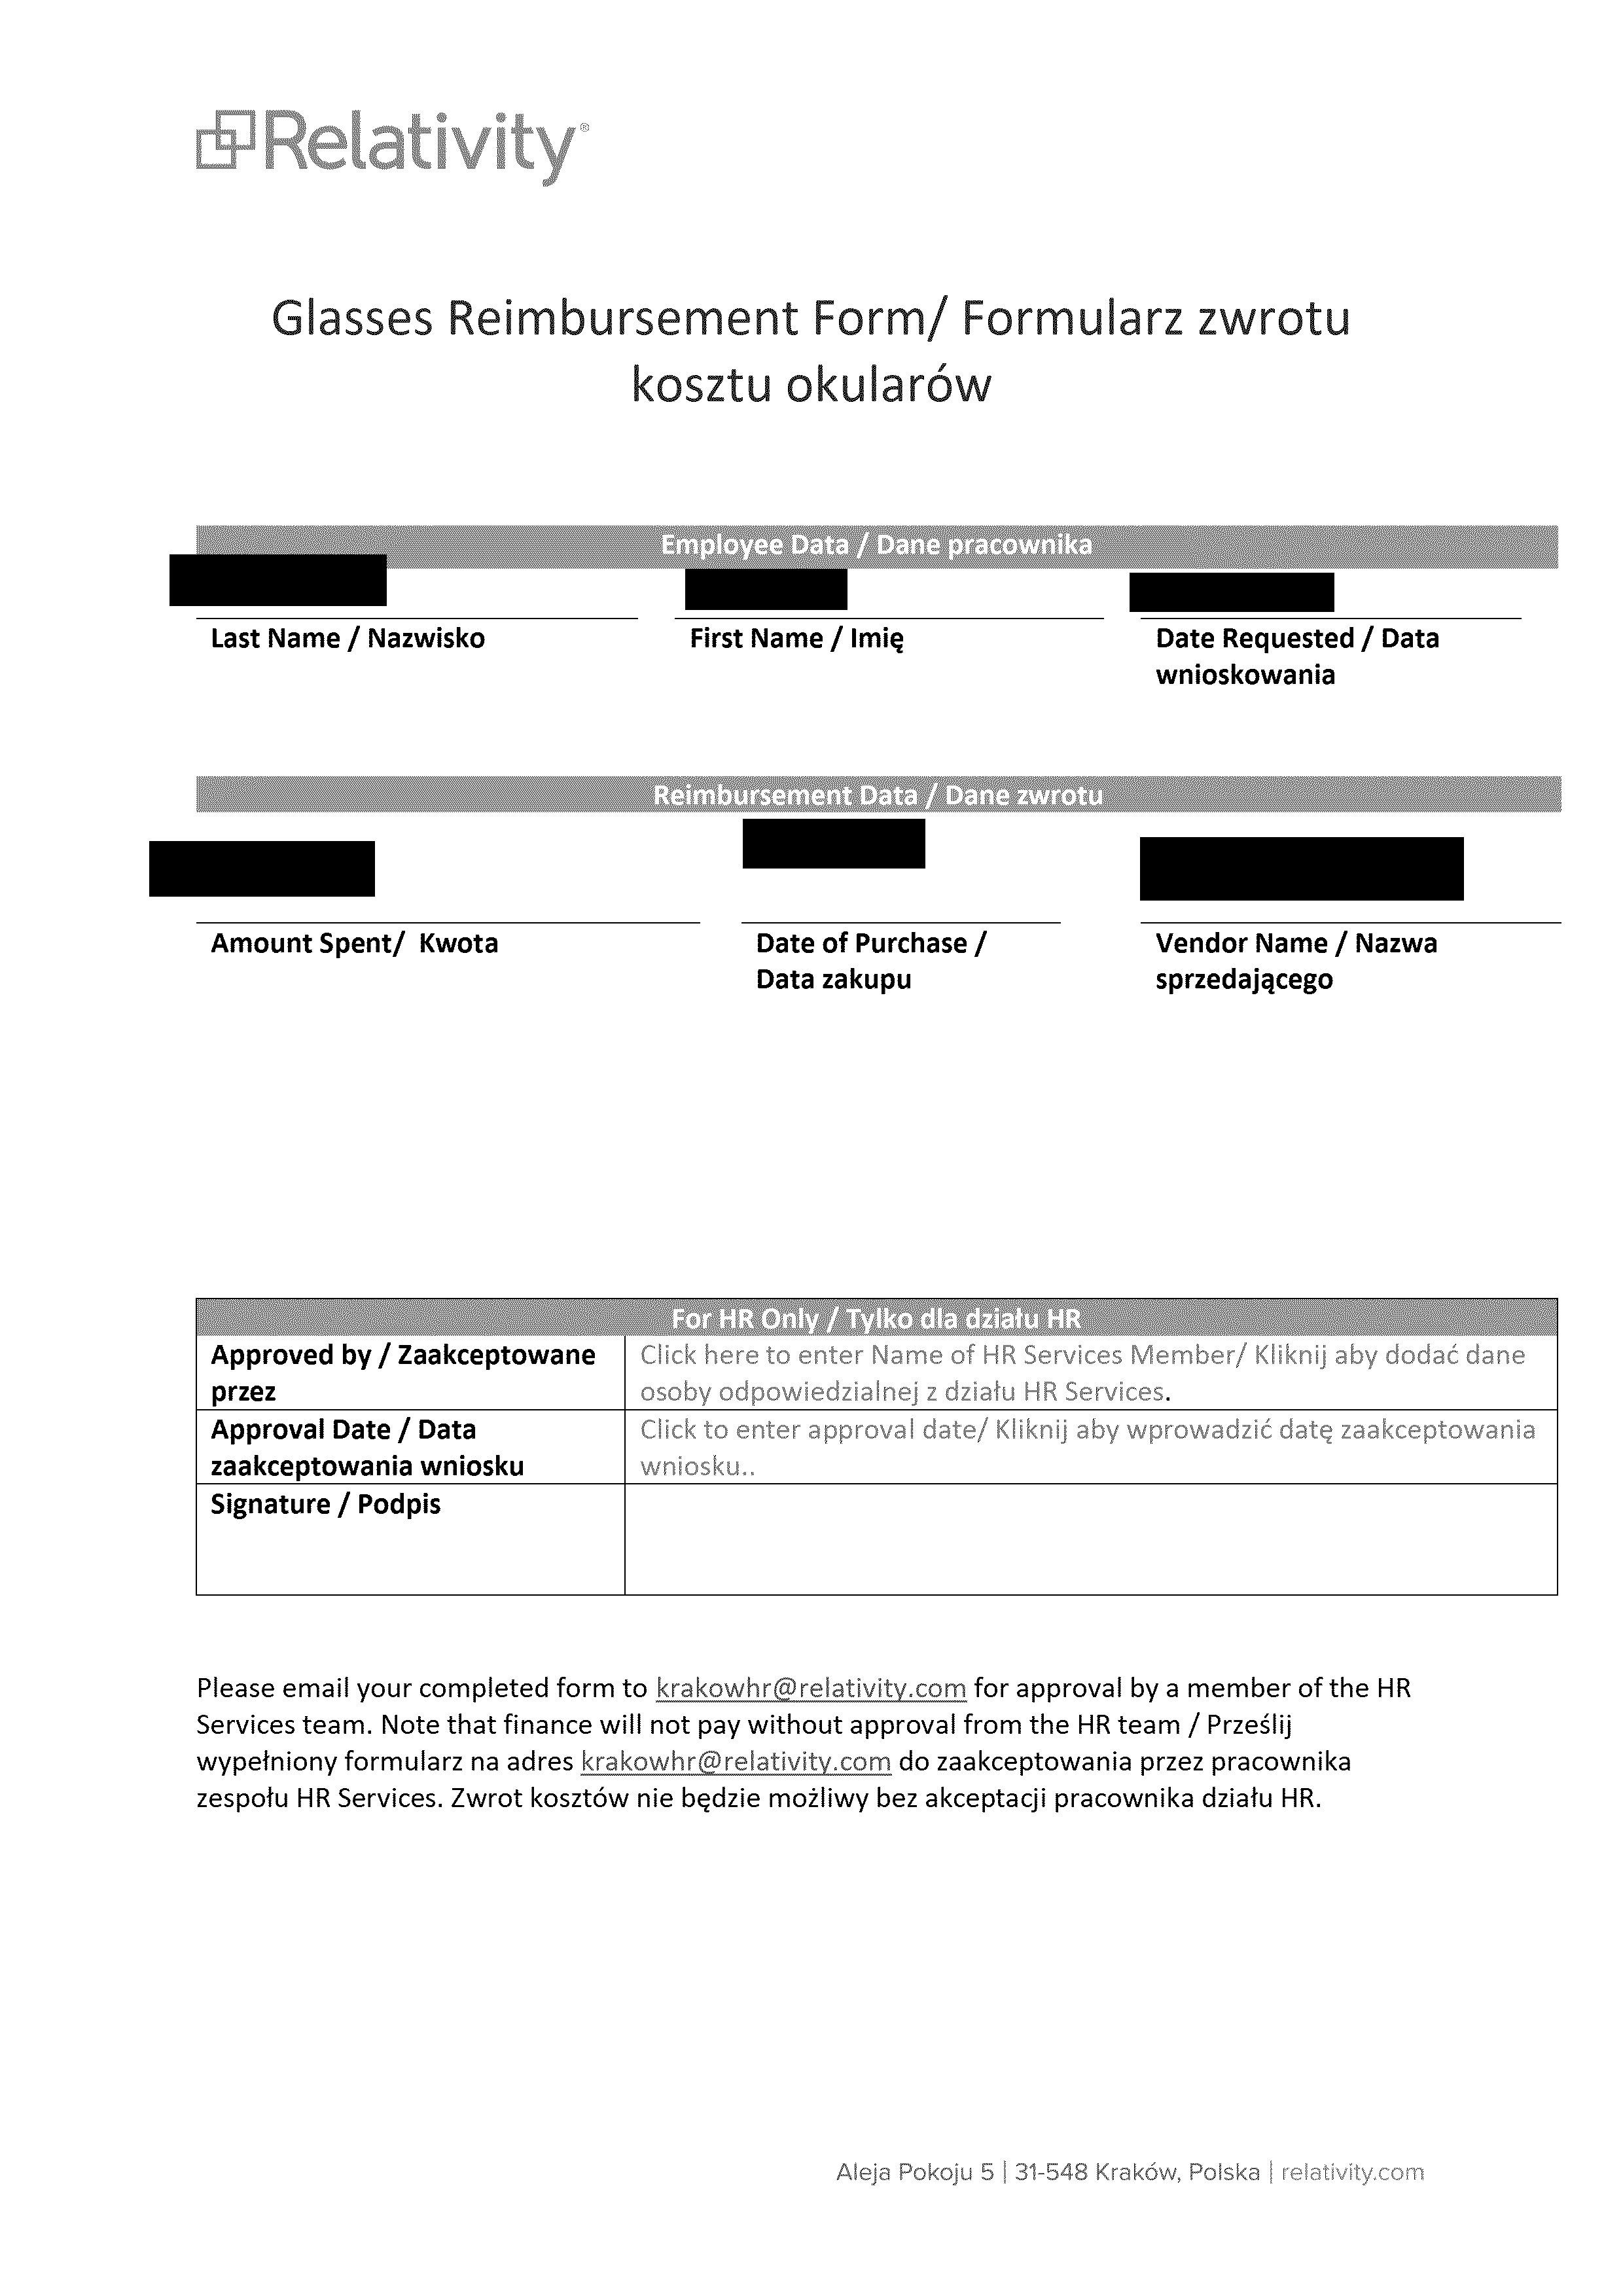 Relativity®
Glasses Reimbursement Form/ Formularz zwrotu
kosztu okularów
Employee Data / Dane pracownika
Last Name / Nazwisko
First Name / Imię
Date Requested / Data
wnioskowania
Reimbursement Data / Dane zwrotu
Amount Spent/  Kwota
Date of Purchase /
Data zakupu
Vendor Name / Nazwa
sprzedającego
For HR Only / Tylko dla działu HR
Approved by / Zaakceptowane
przez
Click here to enter Name of HR Services Member/ Kliknij aby dodać dane
osoby odpowiedzialnej z działu HR Services.
Approval Date / Data
zaakceptowania wniosku
Click to enter approval date/ Kliknij aby wprowadzić datę zaakceptowania
wniosku..
Signature / Podpis
Please email your completed form to krakowhr@relativity.com for approval by a member of the HR
Services team. Note that finance will not pay without approval from the HR team / Prześlij
wypełniony formularz na adres krakowhr@relativity.com do zaakceptowania przez pracownika
zespołu HR Services. Zwrot kosztów nie będzie możliwy bez akceptacji pracownika działu HR.
Aleja Pokoju 5 | 31-548 Kraków, Polska | relativity.com